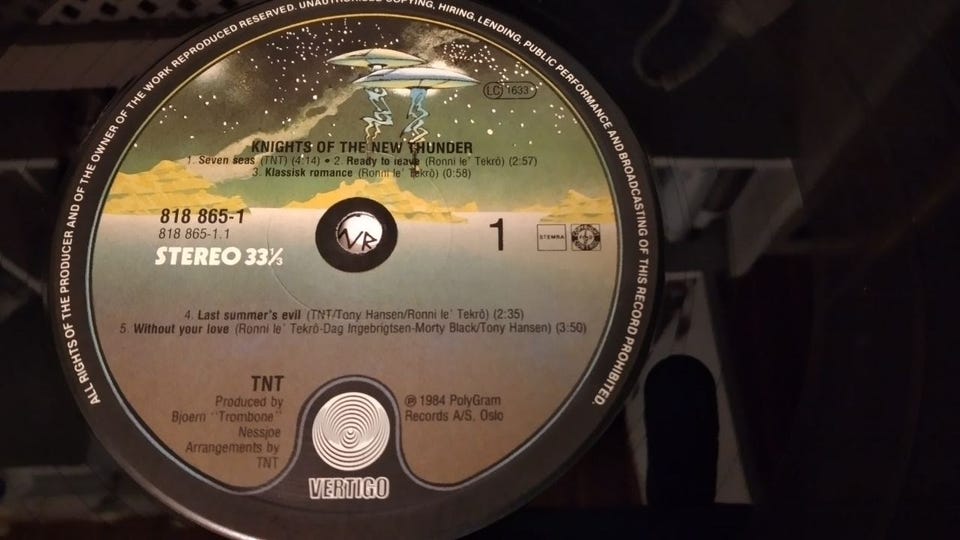 ALL RIGHTS OF THE PRODUCER AND OF THE OWNER OF THE WORK REPRODUCED RESERVED. UNAUTHORISED COPYING, HIRING, LENDING, PUBLIC PERFORMANCE AND BROADCASTING OF THIS RECORD PROHIBITED.
LC 1633
KNIGHTS OF THE NEW THUNDER
1. Seven seas (TNT) (4:14) • 2. Ready to leave (Ronni le' Tekrö) (2:57)
3. Klassisk romance (Ronni le' Tekrö) (0:58)
818 865-1
818 865-1.1
STEREO 33⅓
VR
1
STEMRA
4. Last summer's evil (TNT/Tony Hansen/Ronni le' Tekrö) (2:35)
5. Without your love (Ronni le' Tekrö-Dag Ingebrigtsen-Morty Black/Tony Hansen) (3:50)
TNT
Produced by
Bjoern "Trombone"
Nessjoe
Arrangements by
TNT
℗ 1984 PolyGram
Records A/S, Oslo
VERTIGO